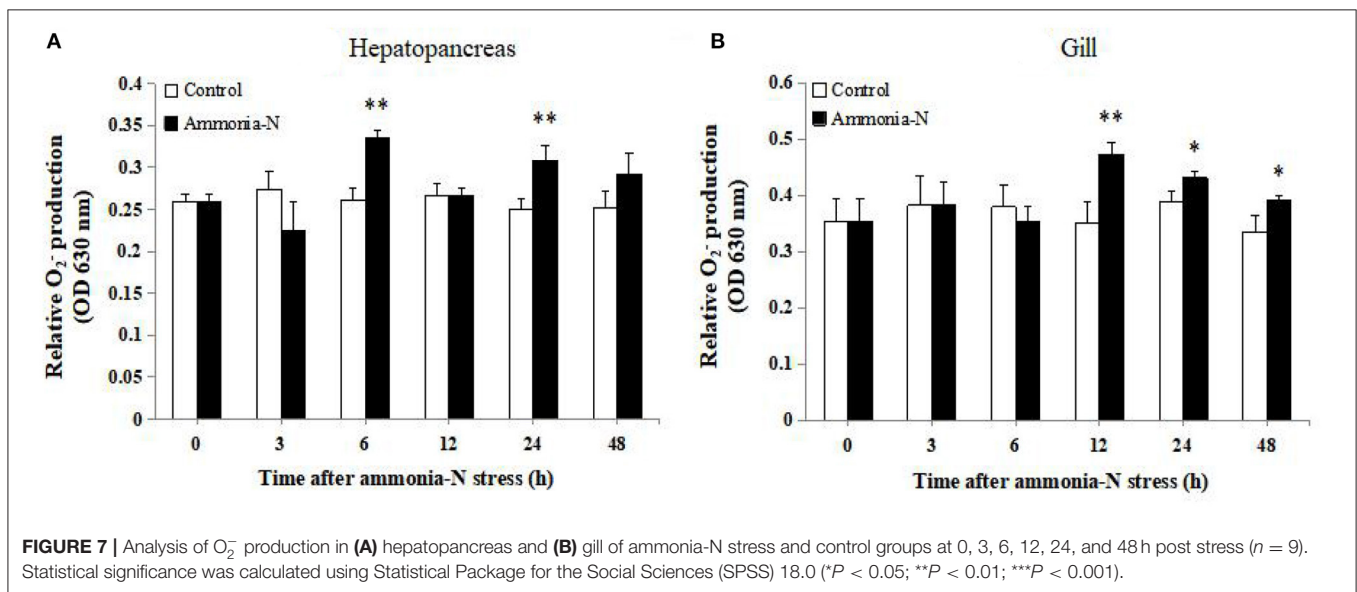 A
Hepatopancreas
Relative O₂⁻ production
(OD 630 nm)
0.4
0.35
0.3
0.25
0.2
0.15
0.1
0.05
0
Control
Ammonia-N
**
**
0 3 6 12 24 48
Time after ammonia-N stress (h)
B
Gill
Relative O₂⁻ production
(OD 630 nm)
0.6
0.5
0.4
0.3
0.2
0.1
0
Control
Ammonia-N
**
*
*
0 3 6 12 24 48
Time after ammonia-N stress (h)
FIGURE 7 | Analysis of O₂⁻ production in (A) hepatopancreas and (B) gill of ammonia-N stress and control groups at 0, 3, 6, 12, 24, and 48 h post stress (n = 9).
Statistical significance was calculated using Statistical Package for the Social Sciences (SPSS) 18.0 (*P < 0.05; **P < 0.01; ***P < 0.001).